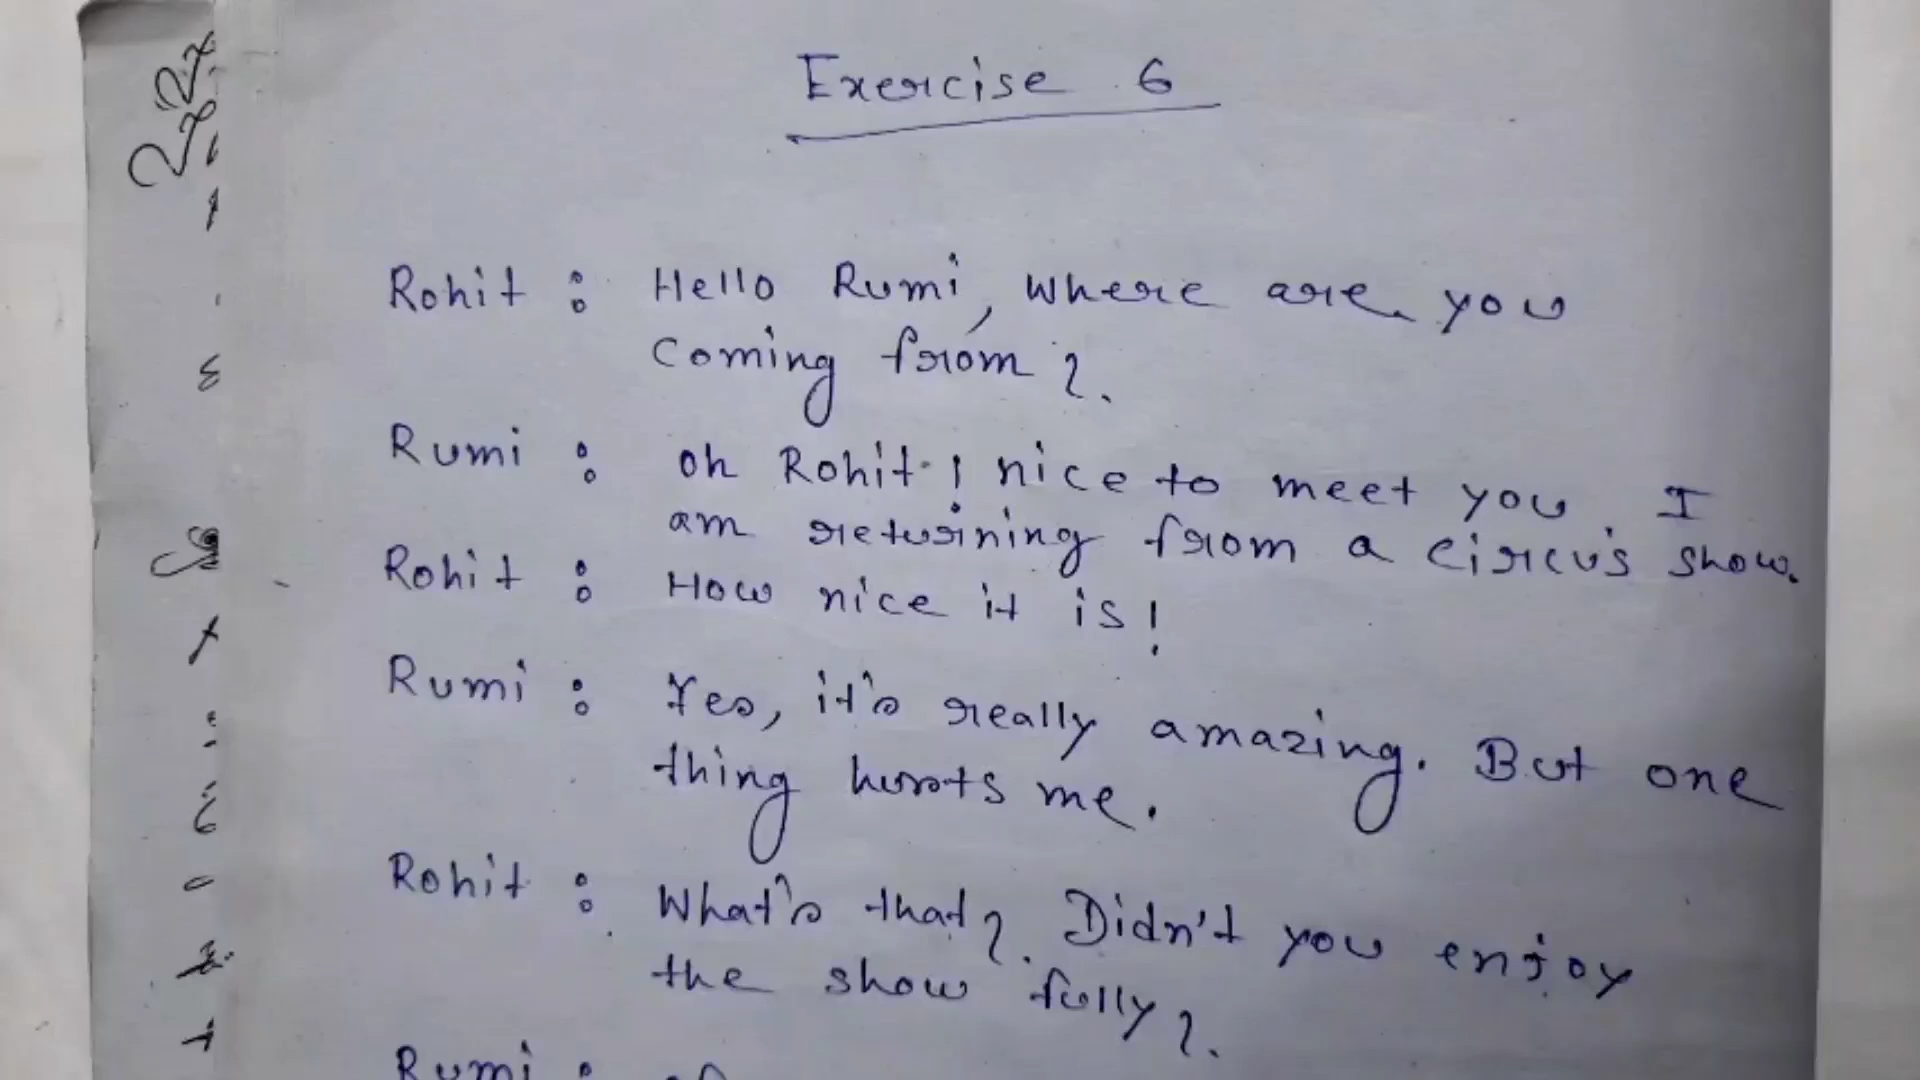 Exercise 6
Rohit : Hello Rumi, where are you
coming from?
Rumi : oh Rohit! nice to meet you. I
am returning from a circus show.
Rohit : How nice it is!
Rumi : Yes, it's really amazing. But one
thing hurts me.
Rohit : What's that? Didn't you enjoy
the show fully?
Rumi :